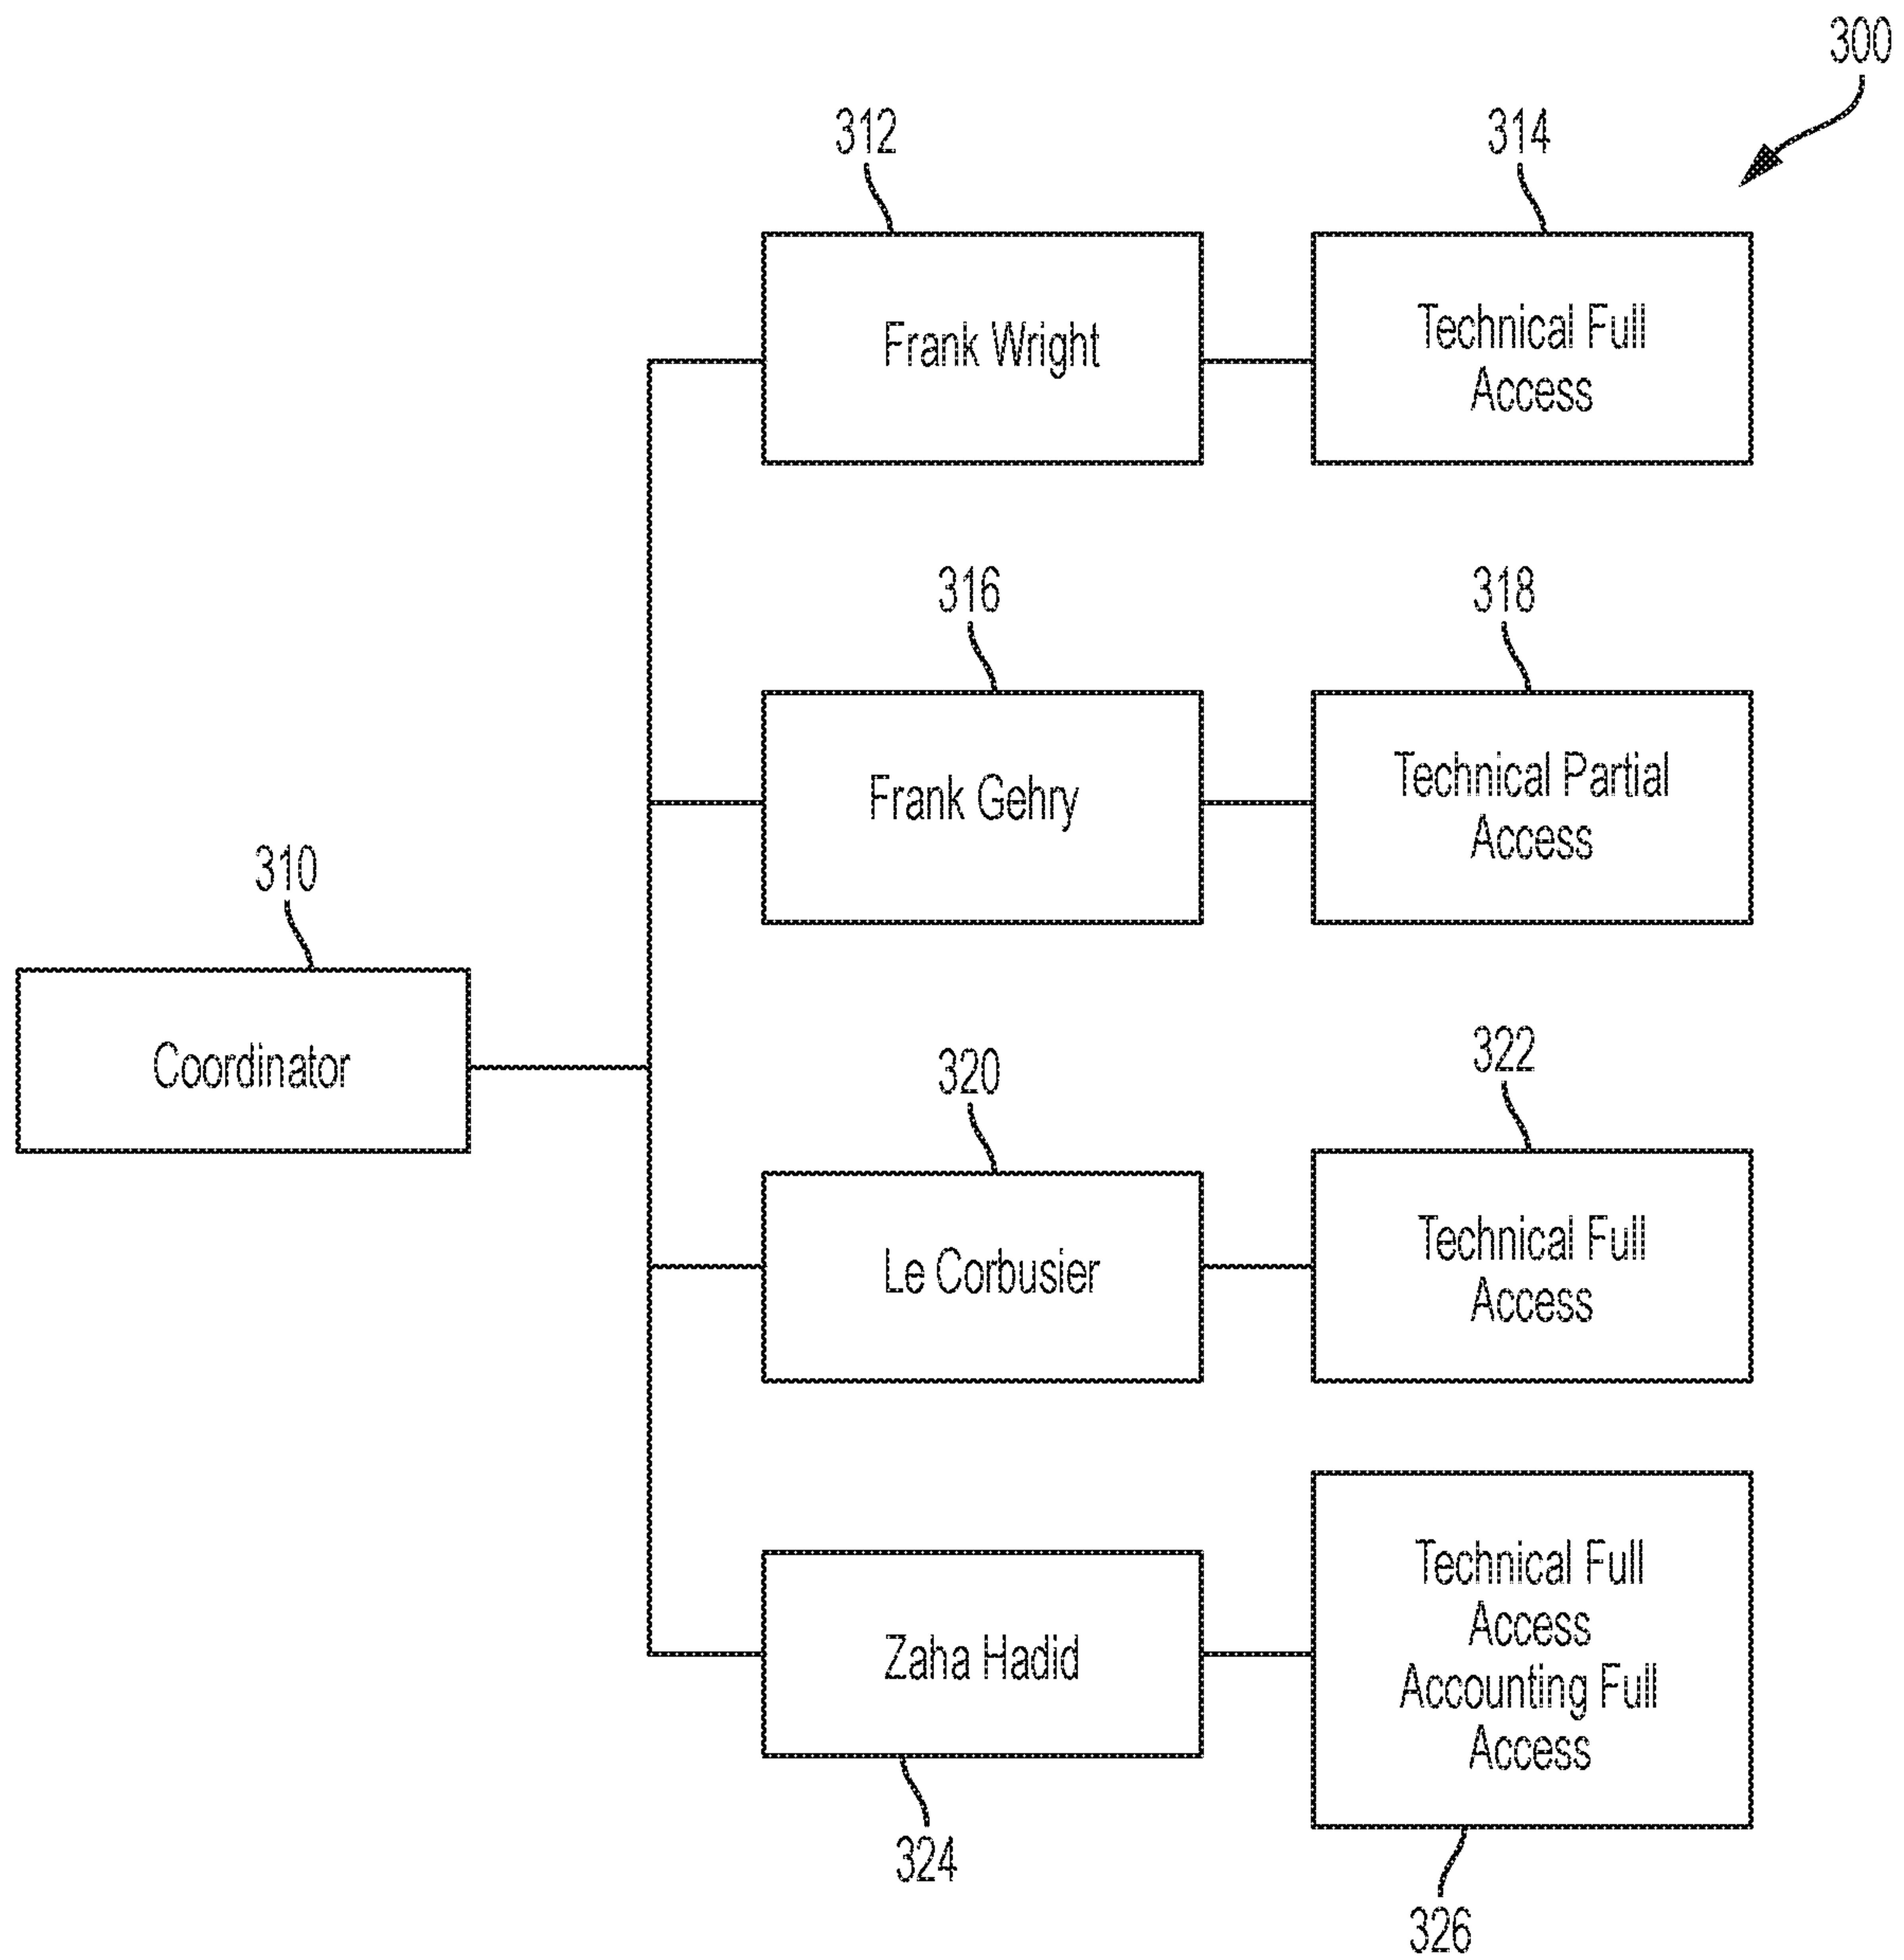 300
312
314
Frank Wright
Technical Full
Access
316
318
Frank Gehry
Technical Partial
Access
310
Coordinator
320
322
Le Corbusier
Technical Full
Access
Zaha Hadid
Technical Full
Access
Accounting Full
Access
324
326